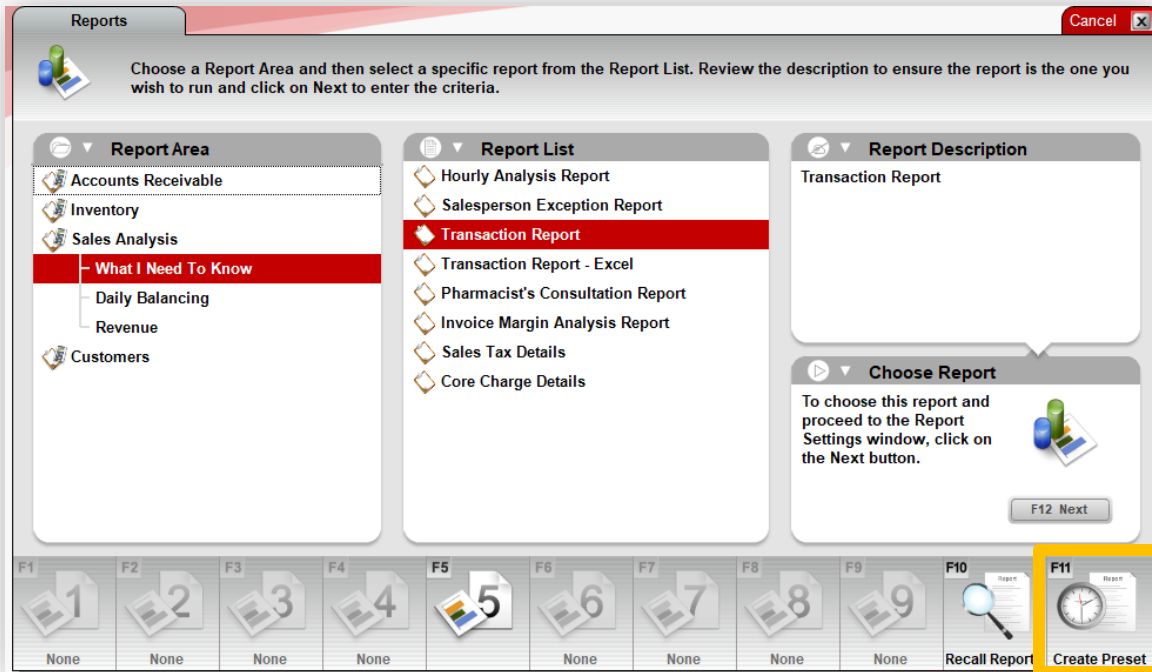 Reports
Cancel
Choose a Report Area and then select a specific report from the Report List. Review the description to ensure the report is the one you
wish to run and click on Next to enter the criteria.
Report Area
Accounts Receivable
Inventory
Sales Analysis
What I Need To Know
Daily Balancing
Revenue
Customers
Report List
Hourly Analysis Report
Salesperson Exception Report
Transaction Report
Transaction Report - Excel
Pharmacist's Consultation Report
Invoice Margin Analysis Report
Sales Tax Details
Core Charge Details
Report Description
Transaction Report
Choose Report
To choose this report and
proceed to the Report
Settings window, click on
the Next button.
F12 Next
F1
1
None
F2
2
None
F3
3
None
F4
4
None
F5
5
F6
6
None
F7
7
None
F8
8
None
F9
9
None
F10
Report
Recall Report
F11
Report
Create Preset